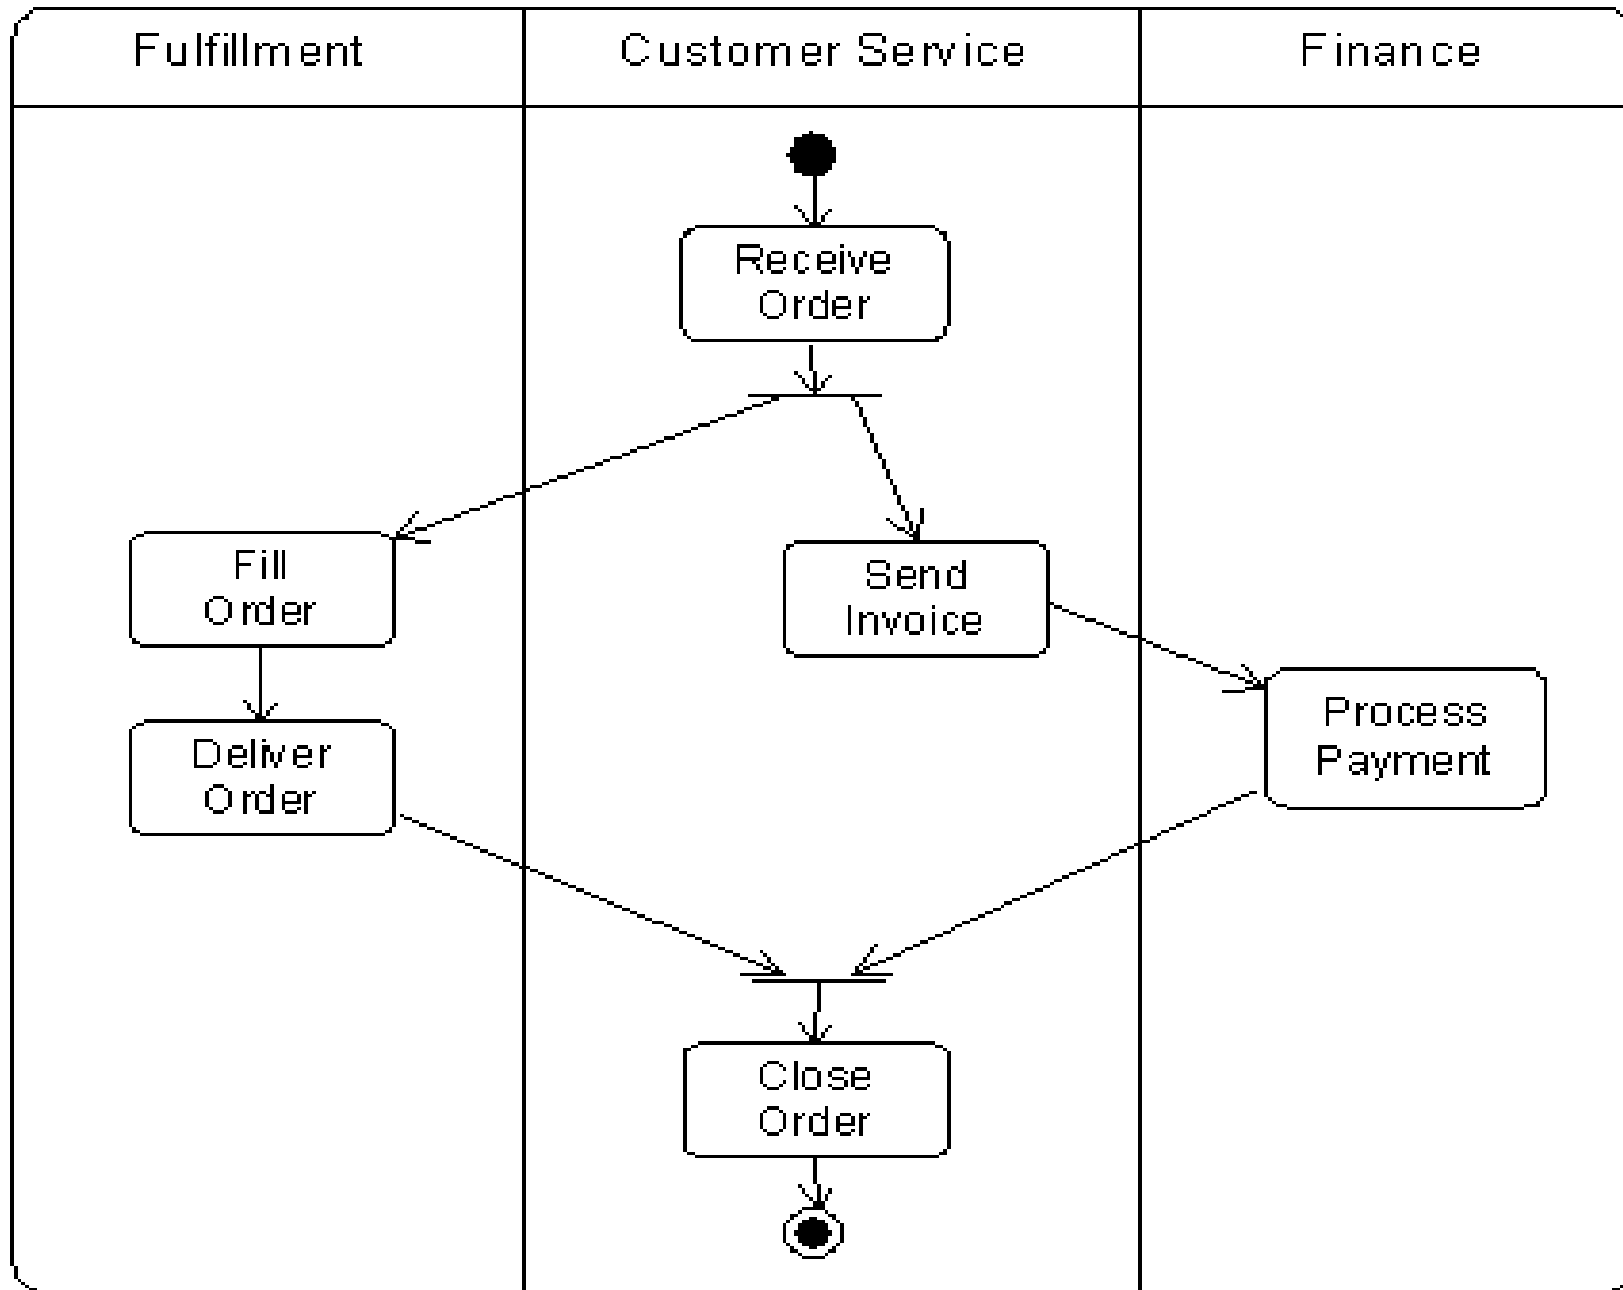 Fulfillment
Customer Service
Finance
Receive
Order
Fill
Order
Send
Invoice
Deliver
Order
Process
Payment
Close
Order